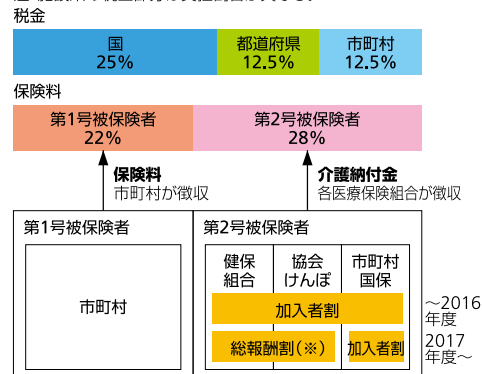 税金
国
25%
都道府県
12.5%
市町村
12.5%
保険料
第1号被保険者
22%
第2号被保険者
28%
保険料
市町村が徴収
介護納付金
各医療保険組合が徴収
第1号被保険者
市町村
第2号被保険者
健保
組合
協会
けんぽ
市町村
国保
加入者割
～2016
年度
総報酬割(※)
加入者割
2017
年度～